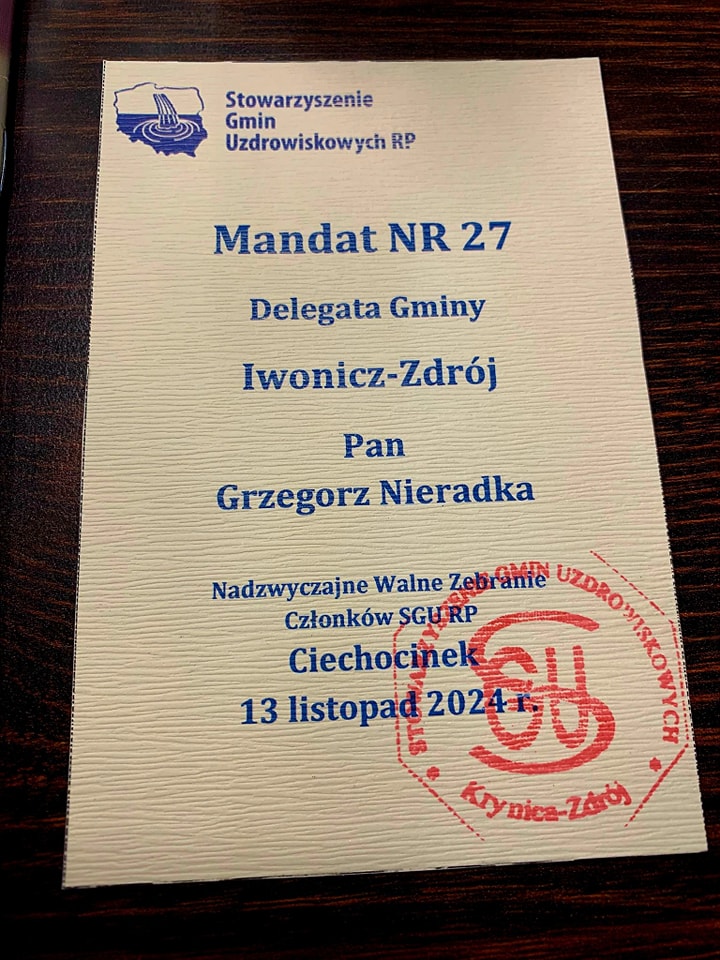 Stowarzyszenie
Gmin
Uzdrowiskowych RP
Mandat NR 27
Delegata Gminy
Iwonicz-Zdrój
Pan
Grzegorz Nieradka
Nadzwyczajne Walne Zebranie
Członków SGU RP
Ciechocinek
13 listopad 2024 r.
STOWARZYSZENIE GMIN UZDROWISKOWYCH
SGU
Krynica-Zdrój